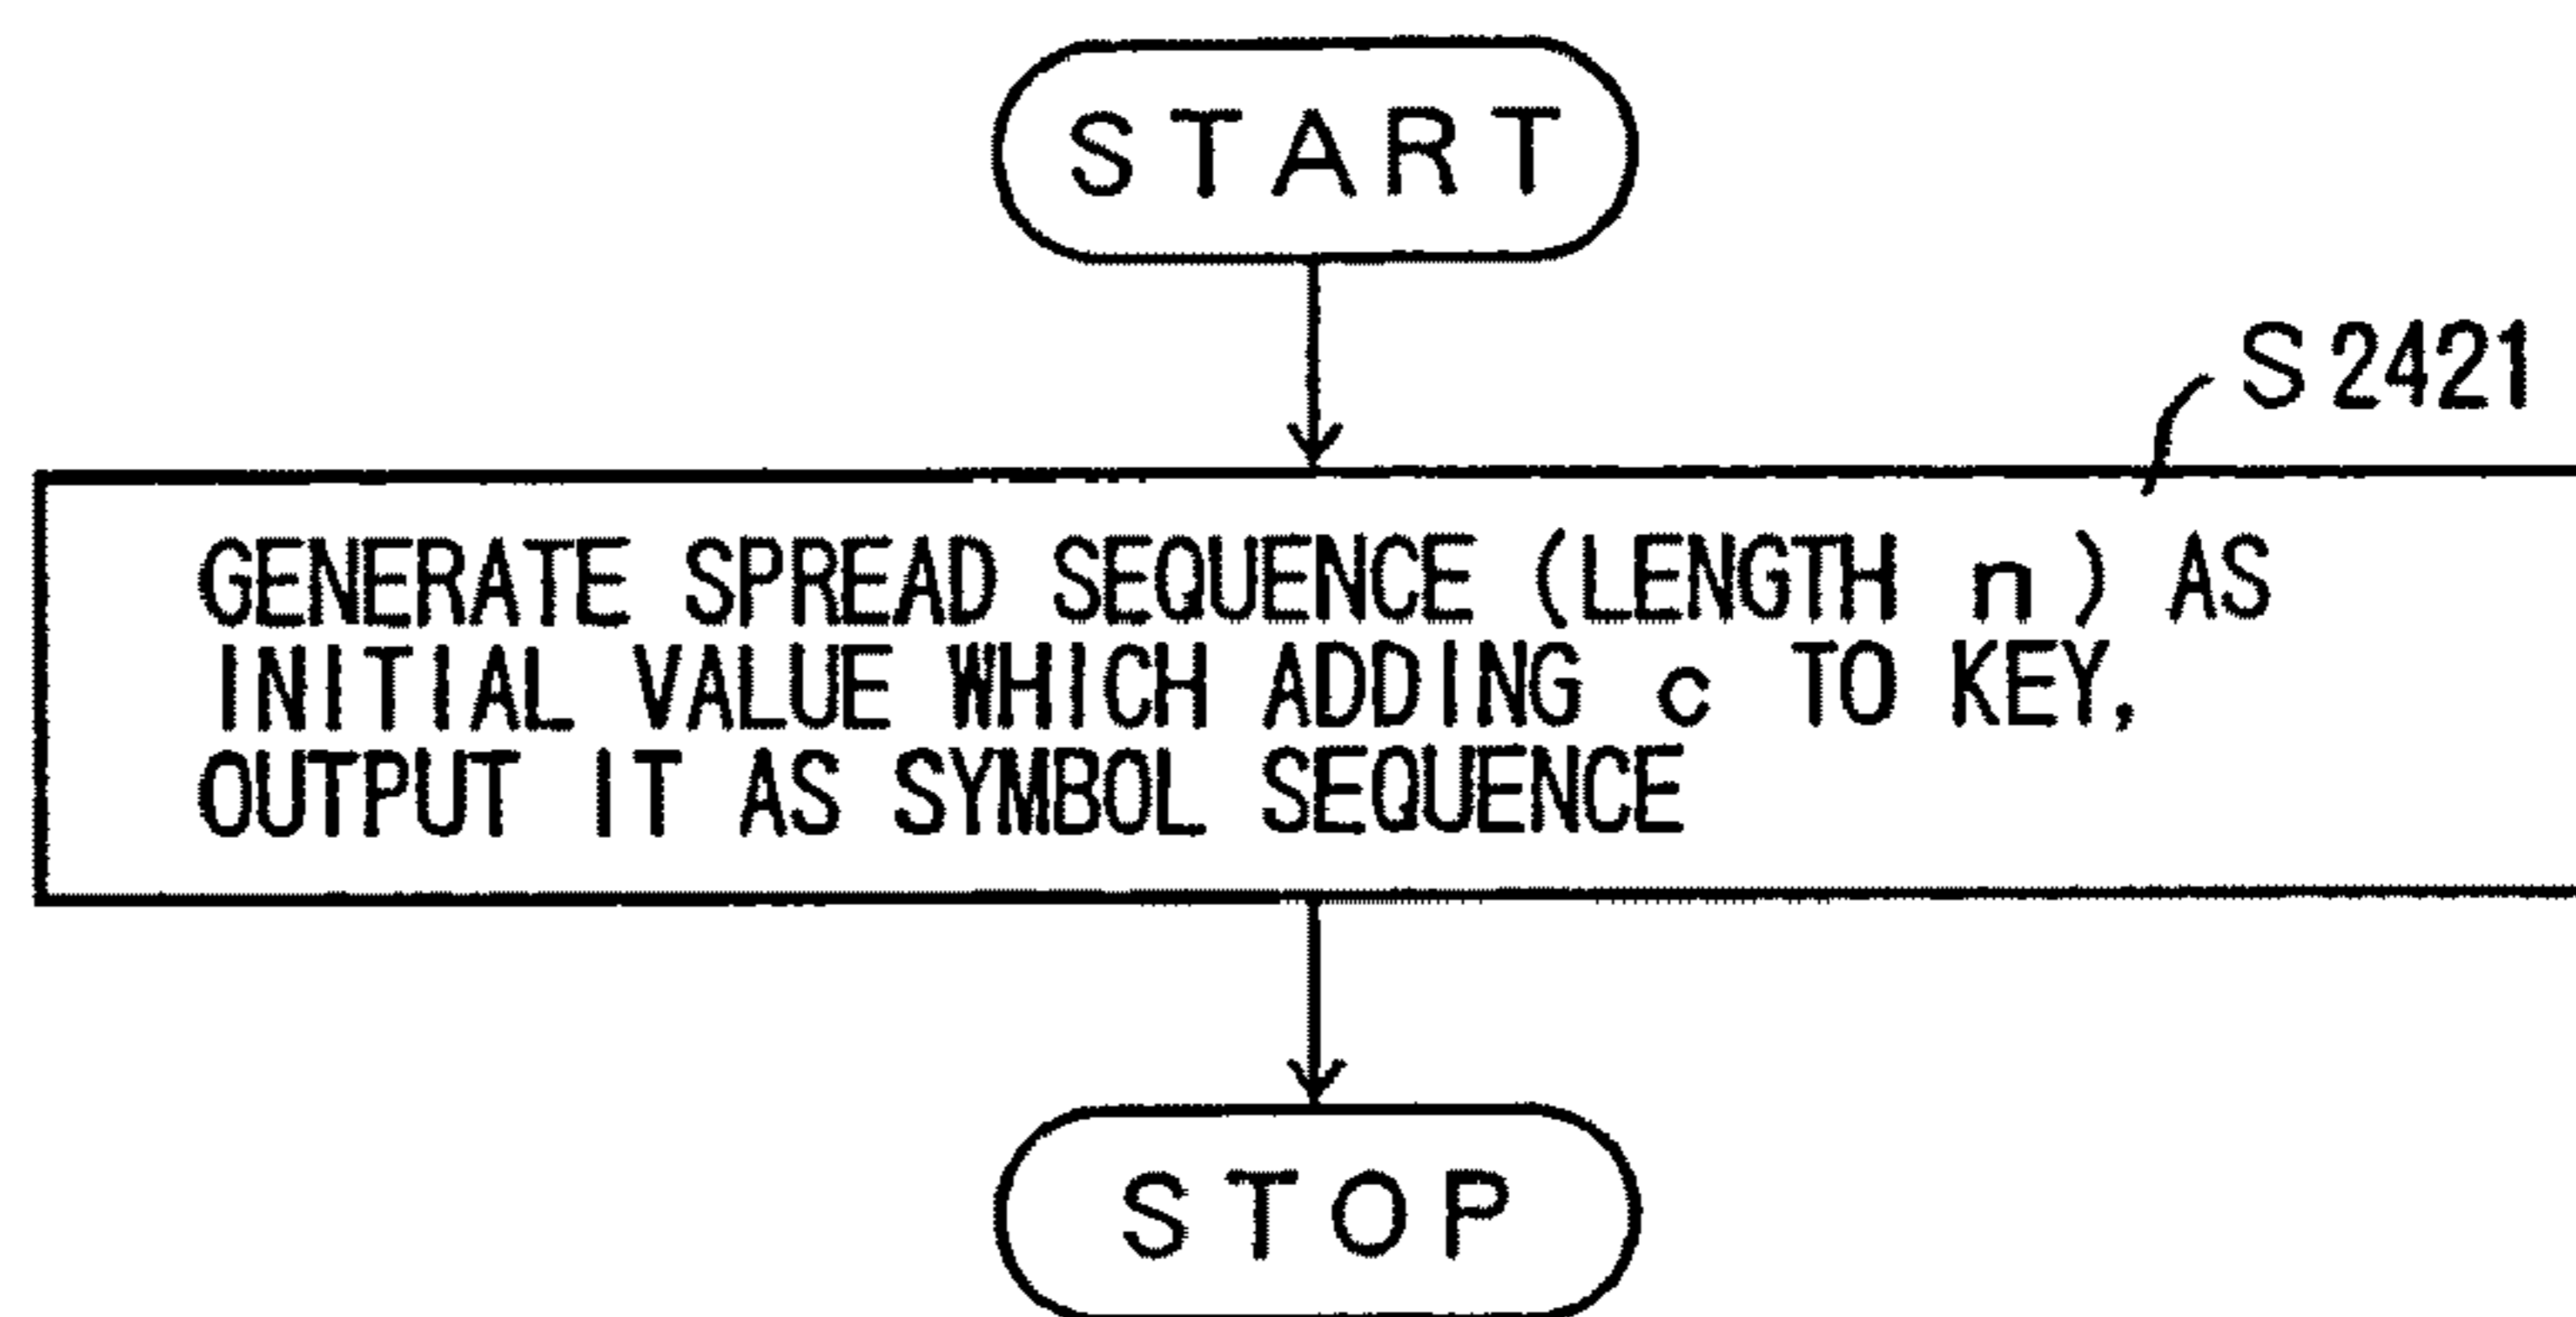 START
S2421
GENERATE SPREAD SEQUENCE (LENGTH n) AS
INITIAL VALUE WHICH ADDING c TO KEY,
OUTPUT IT AS SYMBOL SEQUENCE
STOP